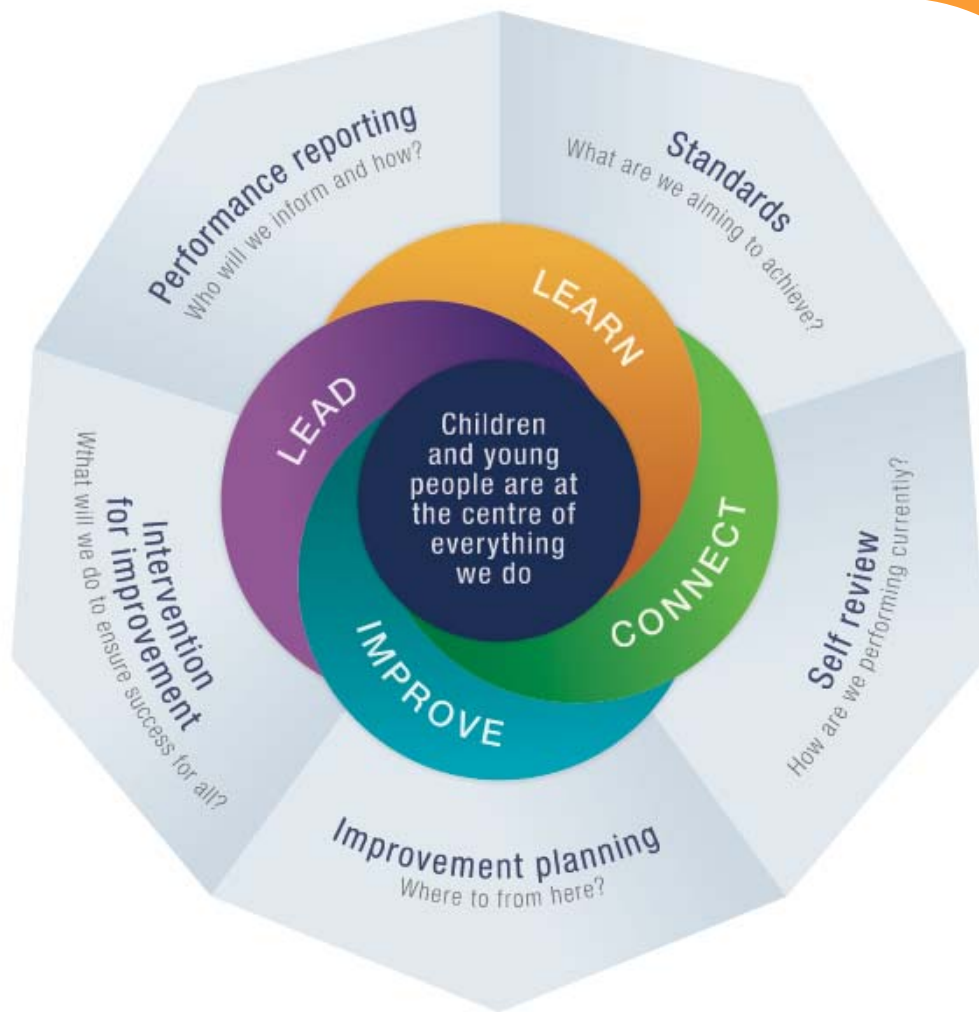 Performance reporting
Who will we inform and how?
Standards
What are we aiming to achieve?
LEARN
LEAD
Children
and young
people are at
the centre of
everything
we do
CONNECT
IMPROVE
Self review
How are we performing currently?
Intervention
for improvement
Wthat will we do to ensure success for all?
Improvement planning
Where to from here?